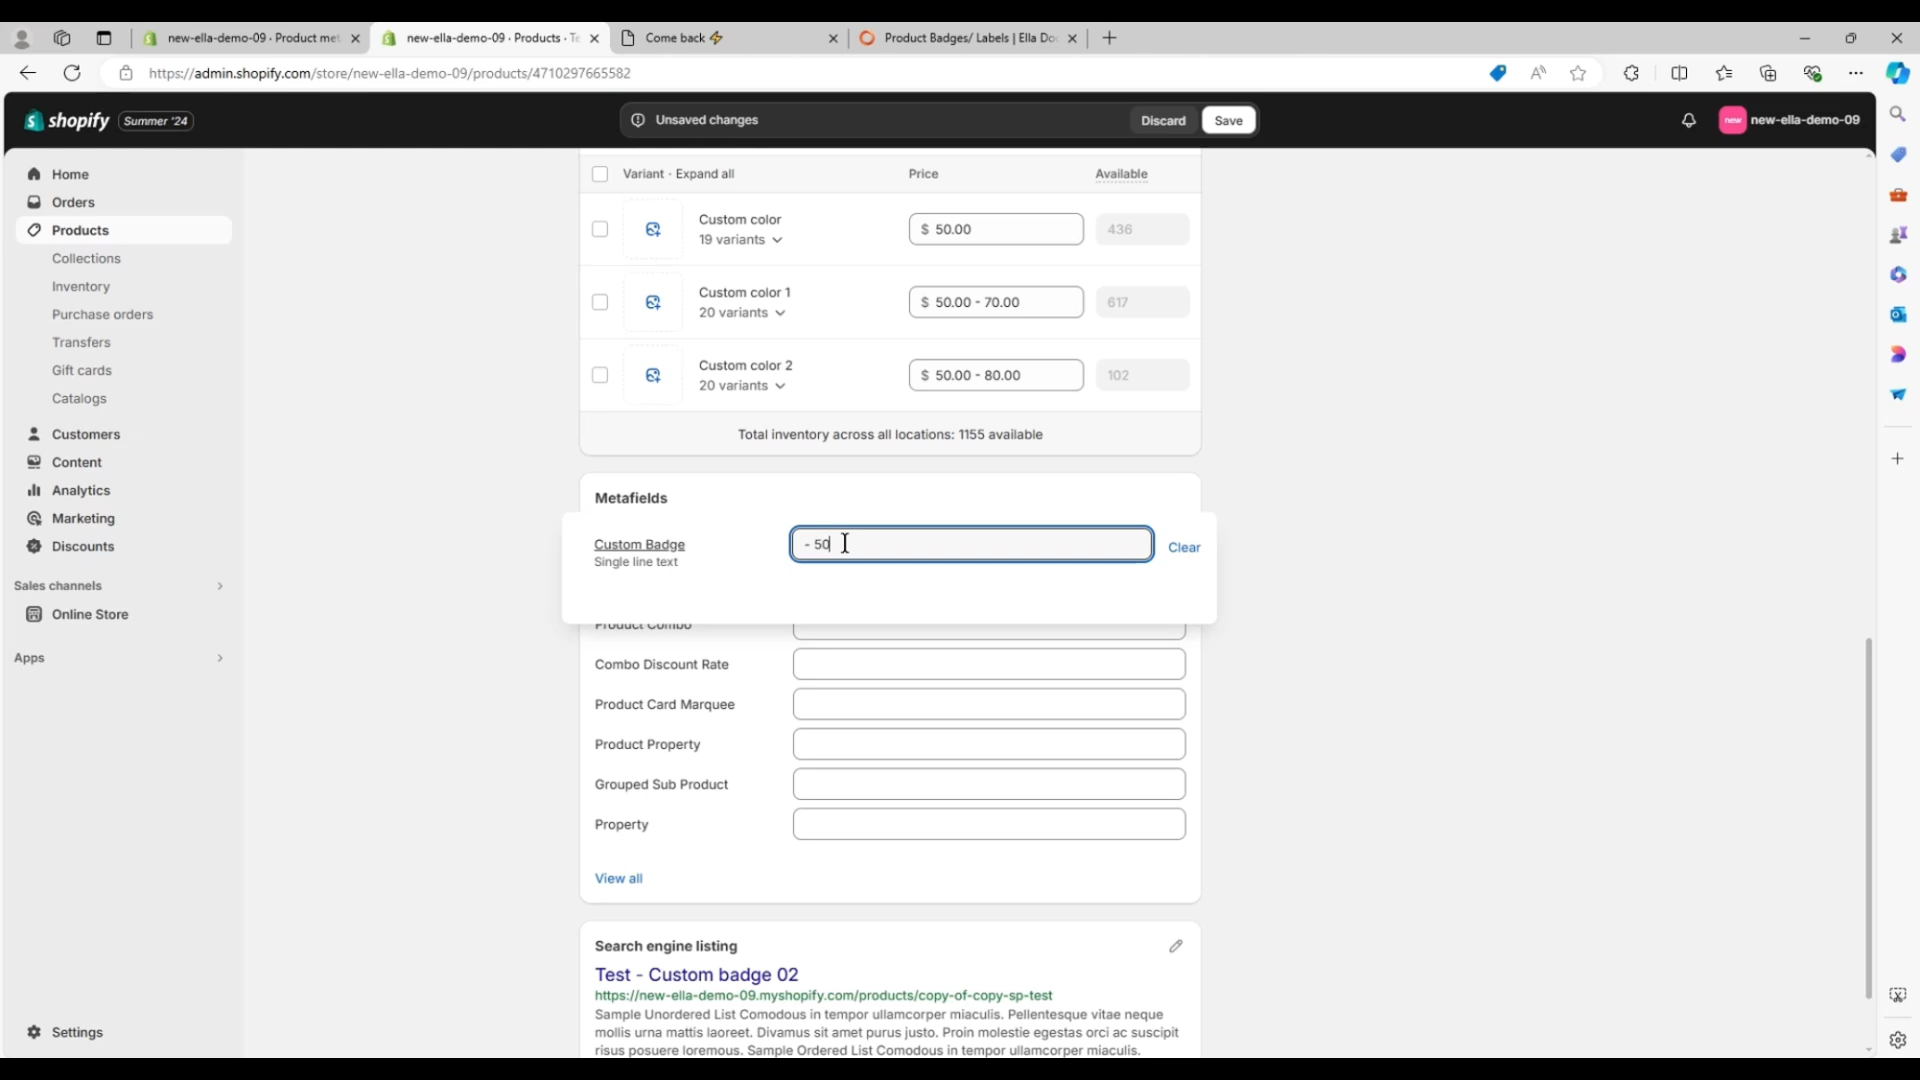 new-ella-demo-09 · Product met
new-ella-demo-09 · Products · Te
Come back⚡
Product Badges/ Labels | Ella Do
https://admin.shopify.com/store/new-ella-demo-09/products/4710297665582
shopify
Summer '24
Unsaved changes
Discard
Save
new
new-ella-demo-09
Home
Orders
Products
Collections
Inventory
Purchase orders
Transfers
Gift cards
Catalogs
Customers
Content
Analytics
Marketing
Discounts
Sales channels
Online Store
Apps
Settings
Variant · Expand all
Price
Available
Custom color
19 variants
$ 50.00
436
Custom color 1
20 variants
$ 50.00 - 70.00
617
Custom color 2
20 variants
$ 50.00 - 80.00
102
Total inventory across all locations: 1155 available
Metafields
Custom Badge
Single line text
- 50
Clear
Product Combo
Combo Discount Rate
Product Card Marquee
Product Property
Grouped Sub Product
Property
View all
Search engine listing
Test - Custom badge 02
https://new-ella-demo-09.myshopify.com/products/copy-of-copy-sp-test
Sample Unordered List Comodous in tempor ullamcorper miaculis. Pellentesque vitae neque
mollis urna mattis laoreet. Divamus sit amet purus justo. Proin molestie egestas orci ac suscipit
risus posuere loremous. Sample Ordered List Comodous in tempor ullamcorper miaculis.